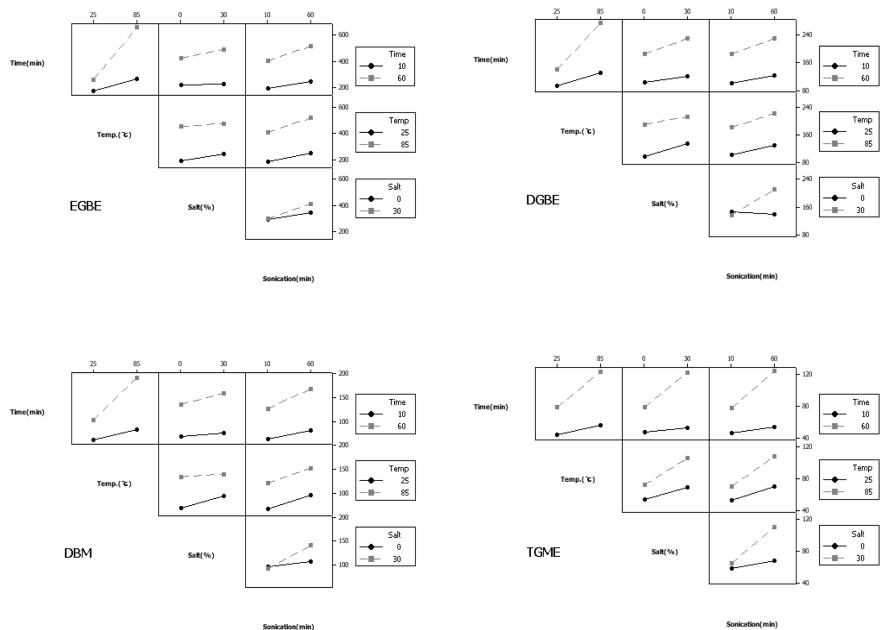 25 85 0 30 10 60
600
Time(min)
400
200
Time
10
60
600
Temp.(℃)
400
200
Temp
25
85
600
EGBE
Salt(%)
400
200
Salt
0
30
Sonication(min)
25 85 0 30 10 60
240
Time(min)
160
80
Time
10
60
240
Temp.(℃)
160
80
Temp
25
85
240
DGBE
Salt(%)
160
80
Salt
0
30
Sonication(min)
25 85 0 30 10 60
200
150
Time(min)
100
Time
10
60
200
150
Temp.(℃)
100
Temp
25
85
200
150
DBM
Salt(%)
100
Salt
0
30
Sonication(min)
25 85 0 30 10 60
120
Time(min)
80
40
Time
10
60
120
Temp.(℃)
80
40
Temp
25
85
120
TGME
Salt(%)
80
40
Salt
0
30
Sonication(min)